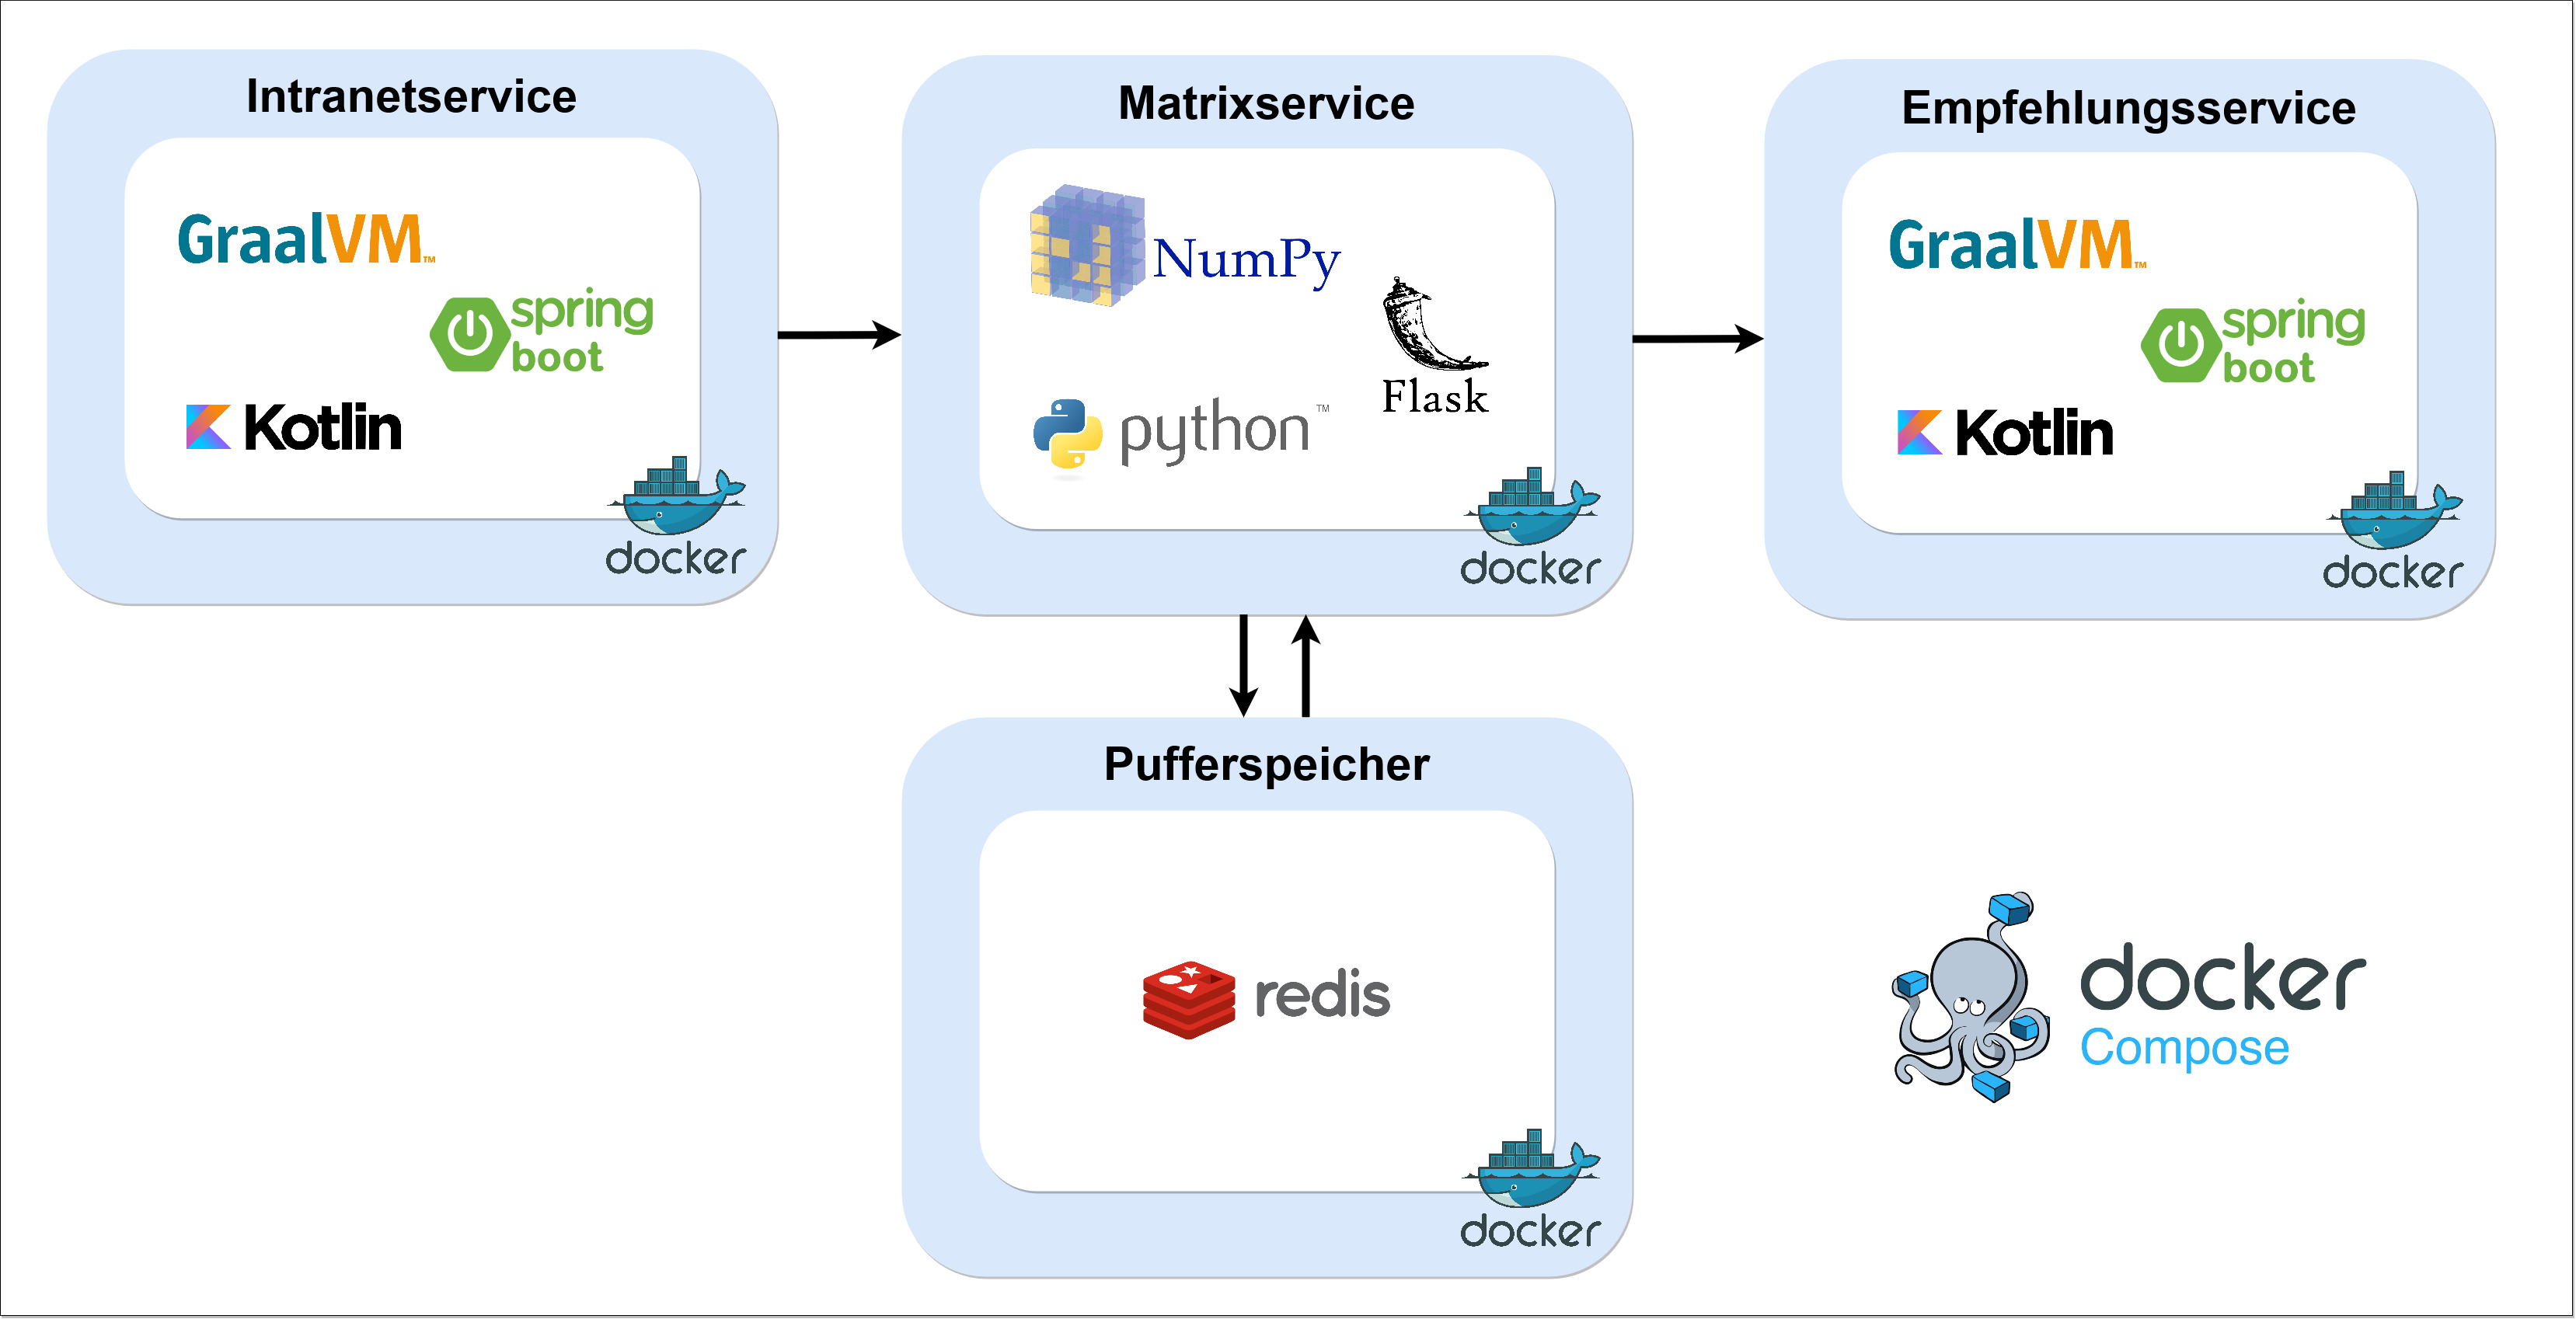 Intranetservice
GraalVM™
spring
boot
Kotlin
docker
Matrixservice
NumPy
Flask
python™
docker
Empfehlungsservice
GraalVM™
spring
boot
Kotlin
docker
Pufferspeicher
redis
docker
docker
Compose